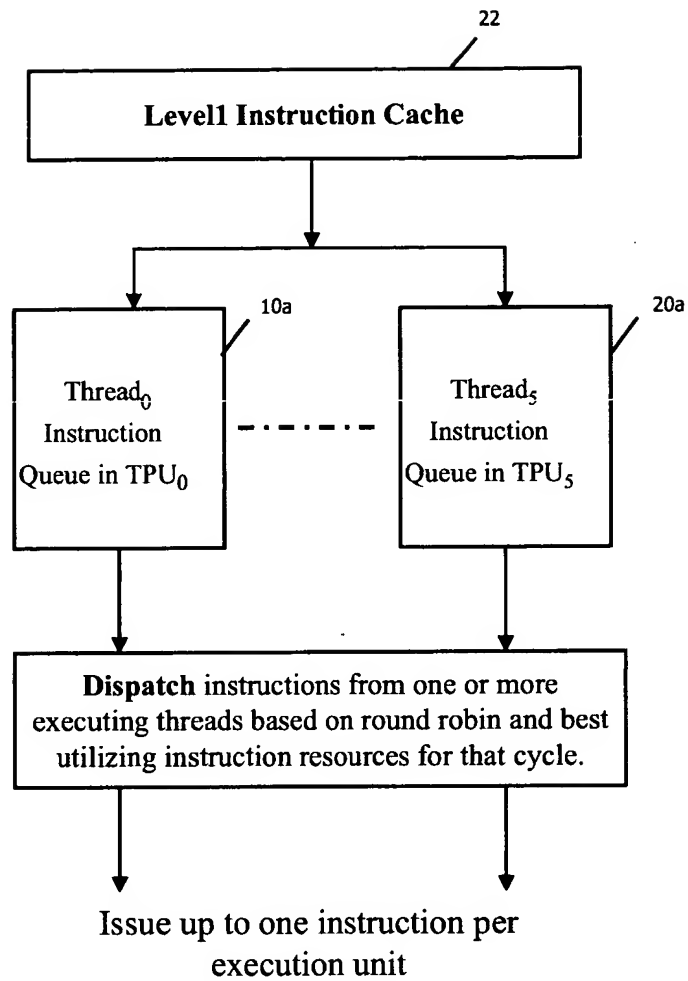 22
Level1 Instruction Cache
10a
20a
Thread₀
Instruction
Queue in TPU₀
Thread₅
Instruction
Queue in TPU₅
Dispatch instructions from one or more
executing threads based on round robin and best
utilizing instruction resources for that cycle.
Issue up to one instruction per
execution unit